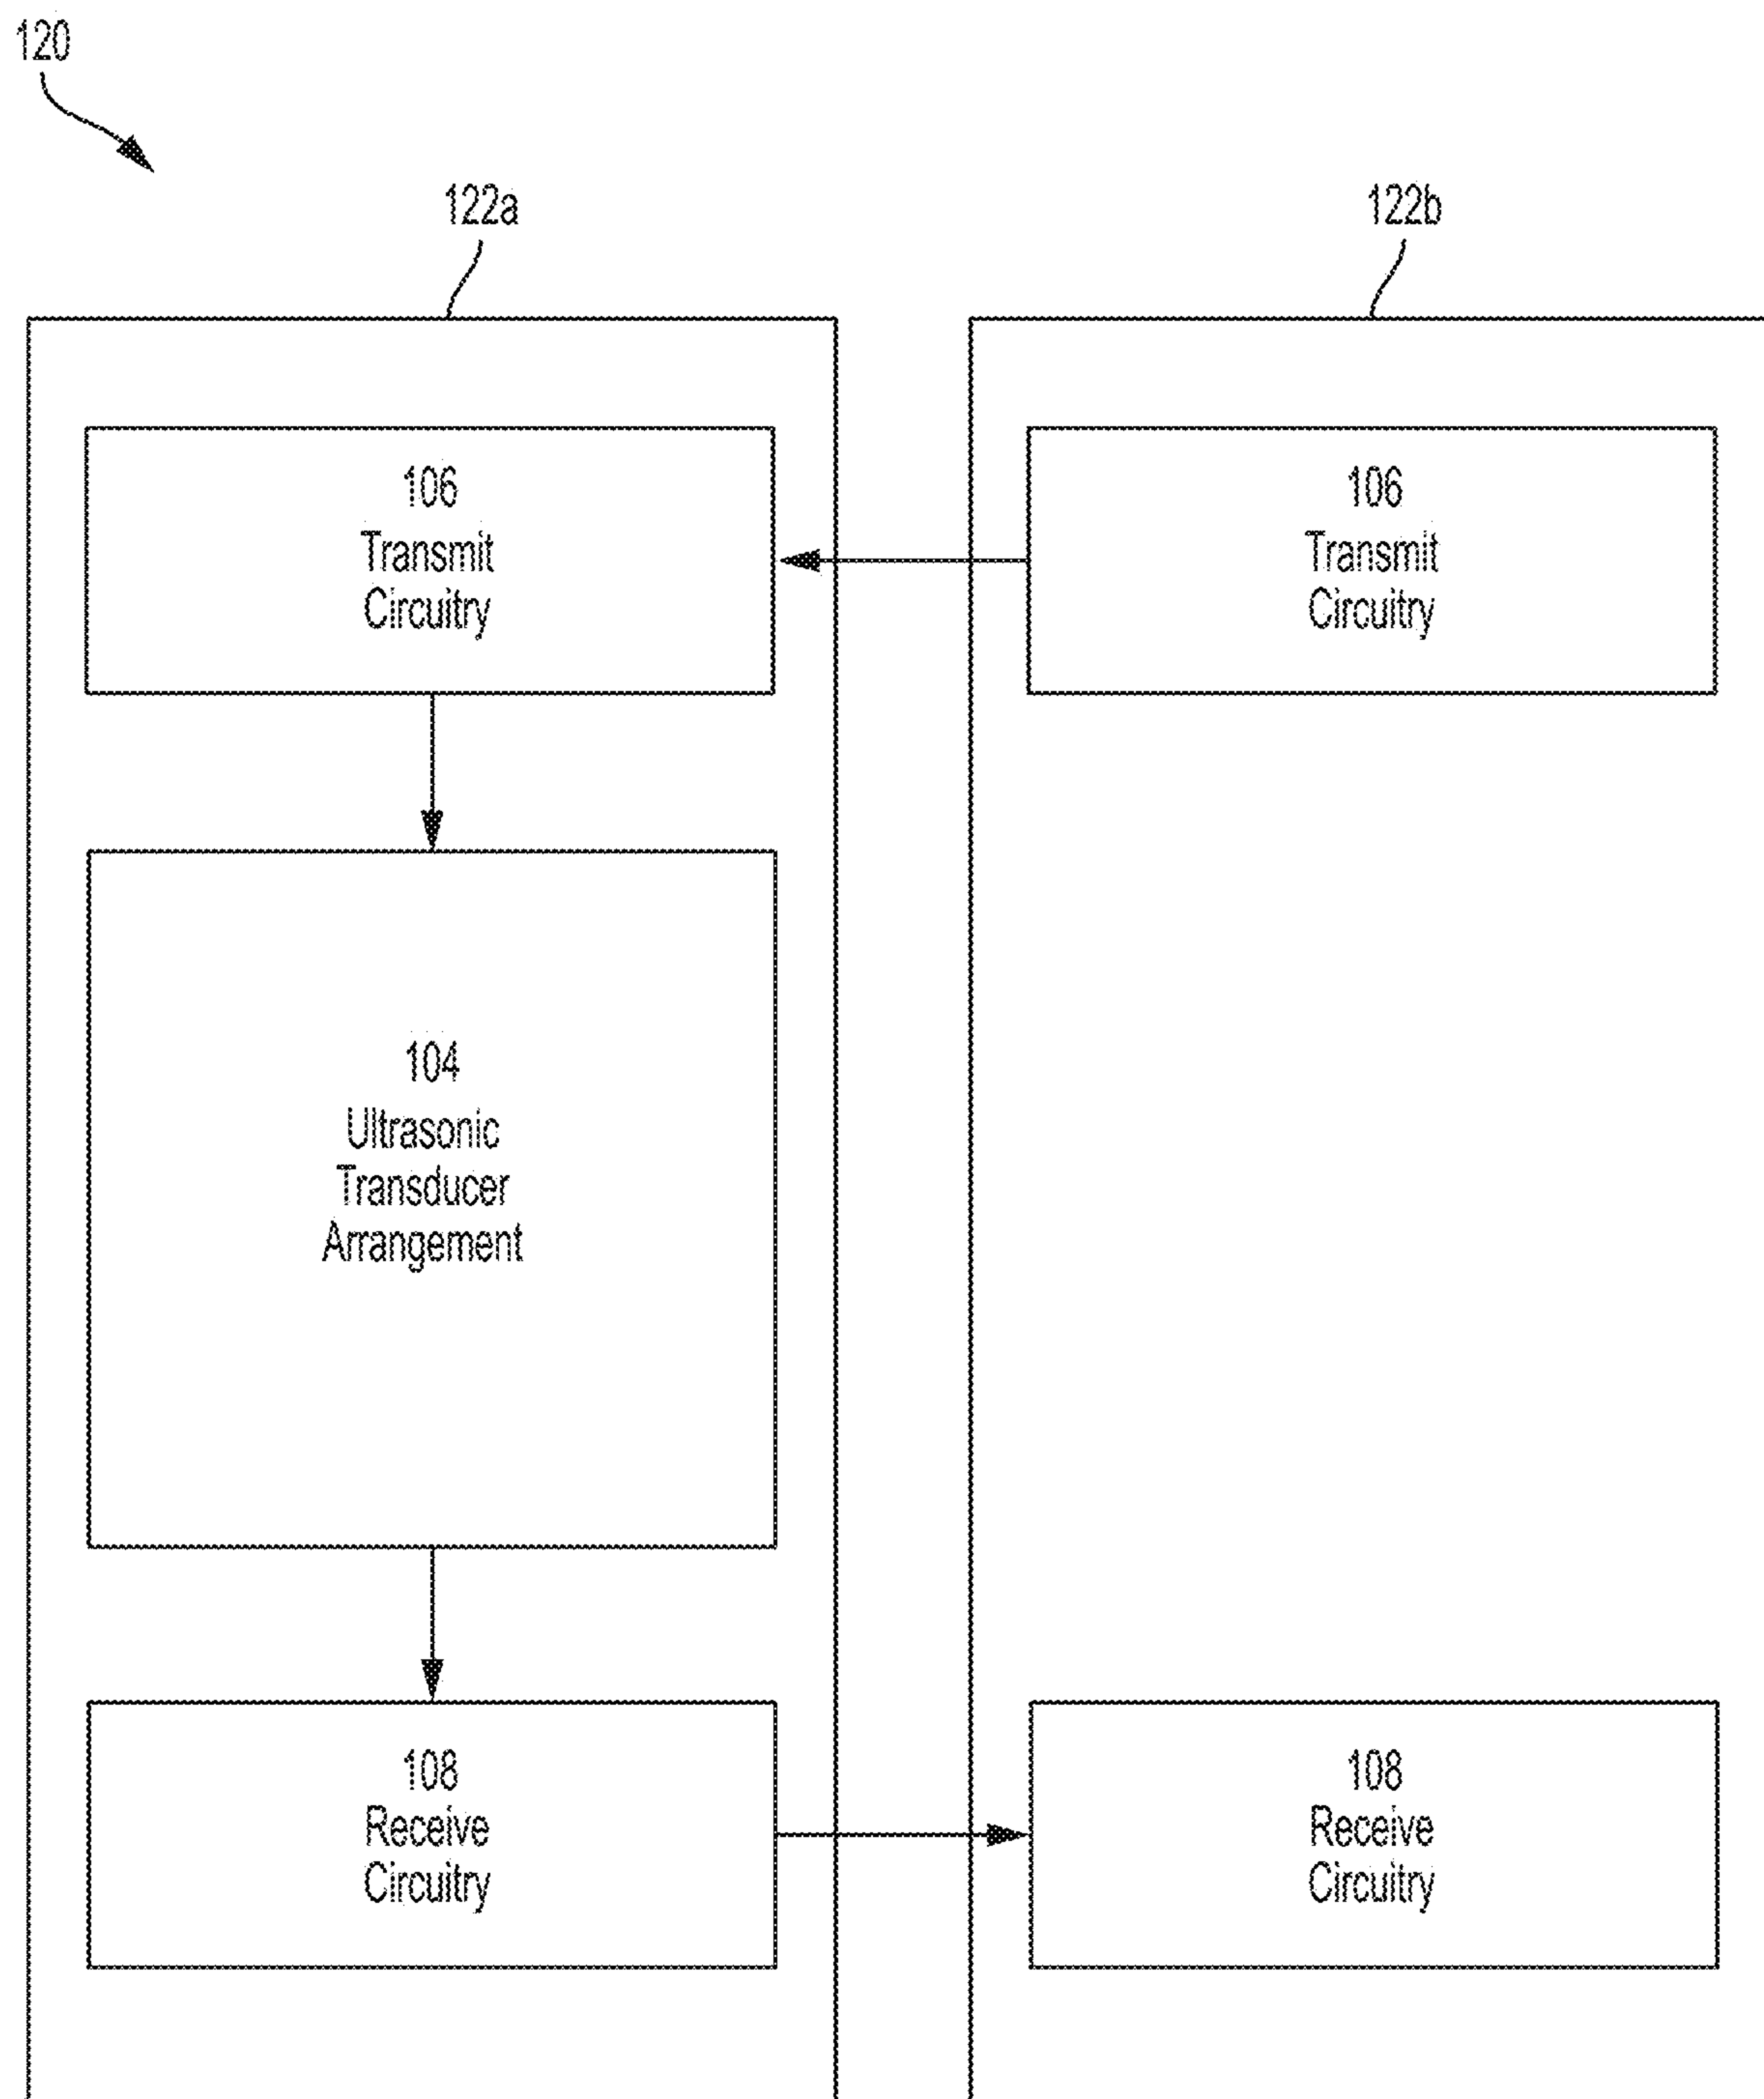 120
122a
122b
106
Transmit
Circuitry
106
Transmit
Circuitry
104
Ultrasonic
Transducer
Arrangement
108
Receive
Circuitry
108
Receive
Circuitry